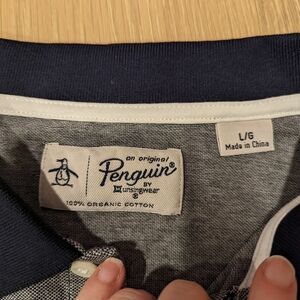 an original
Penguin®
BY
munsingwear®
100% ORGANIC COTTON
L/G
Made in China